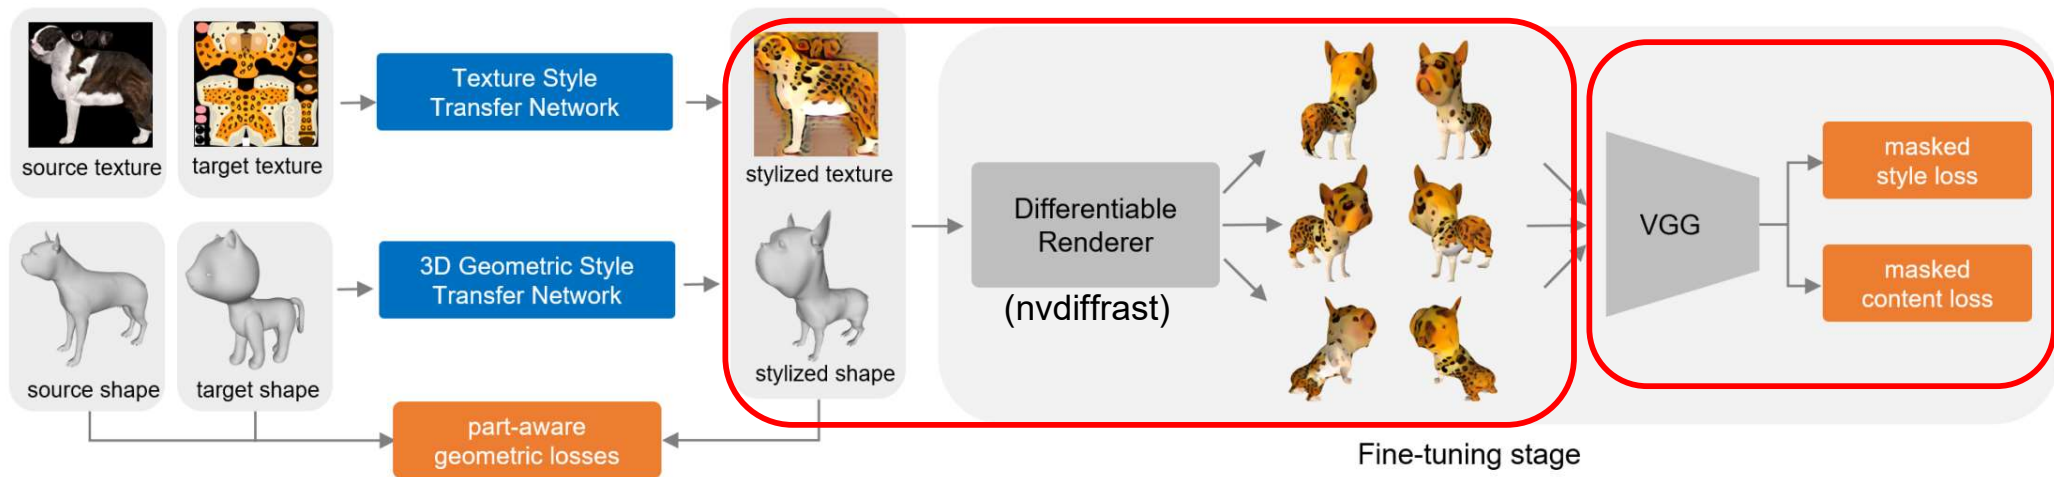 source texture
target texture
Texture Style
Transfer Network
stylized texture
source shape
target shape
3D Geometric Style
Transfer Network
stylized shape
part-aware
geometric losses
Differentiable
Renderer
(nvdiffrast)
VGG
masked
style loss
masked
content loss
Fine-tuning stage